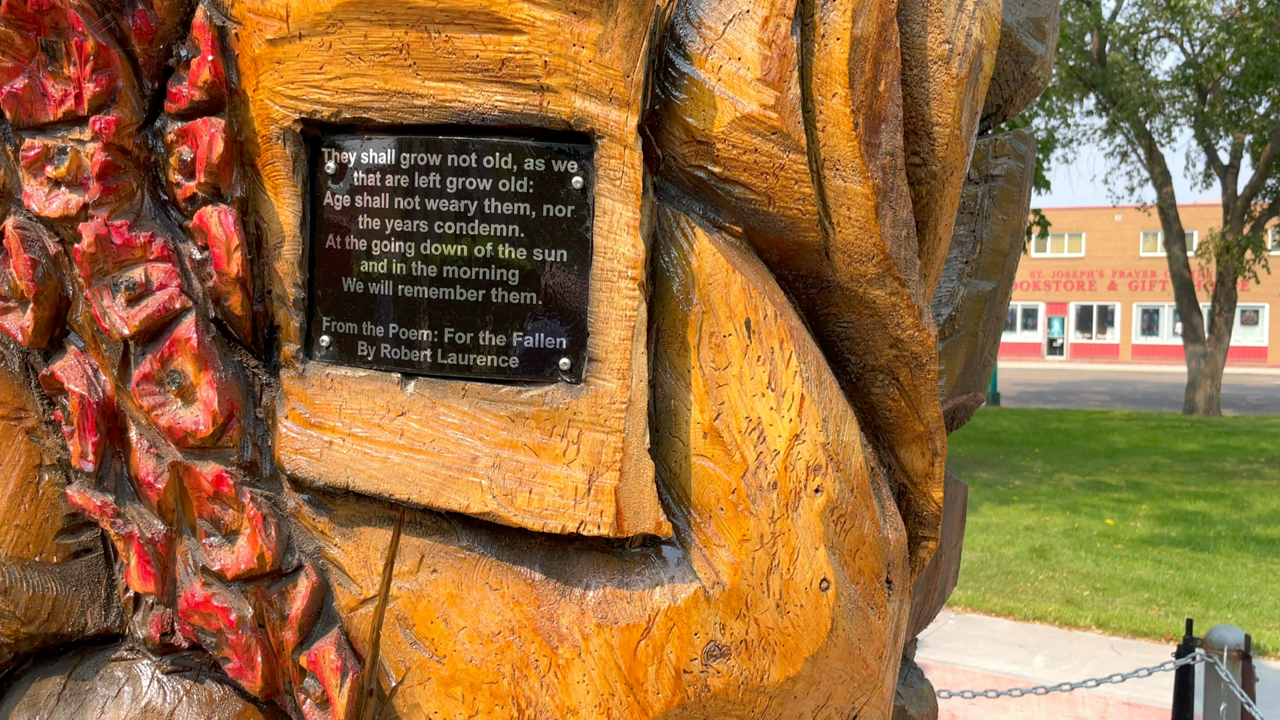 They shall grow not old, as we
that are left grow old:
Age shall not weary them, nor
the years condemn.
At the going down of the sun
and in the morning
We will remember them.
From the Poem: For the Fallen
By Robert Laurence
ST. JOSEPH'S PRAYER
OOKSTORE & GIFT